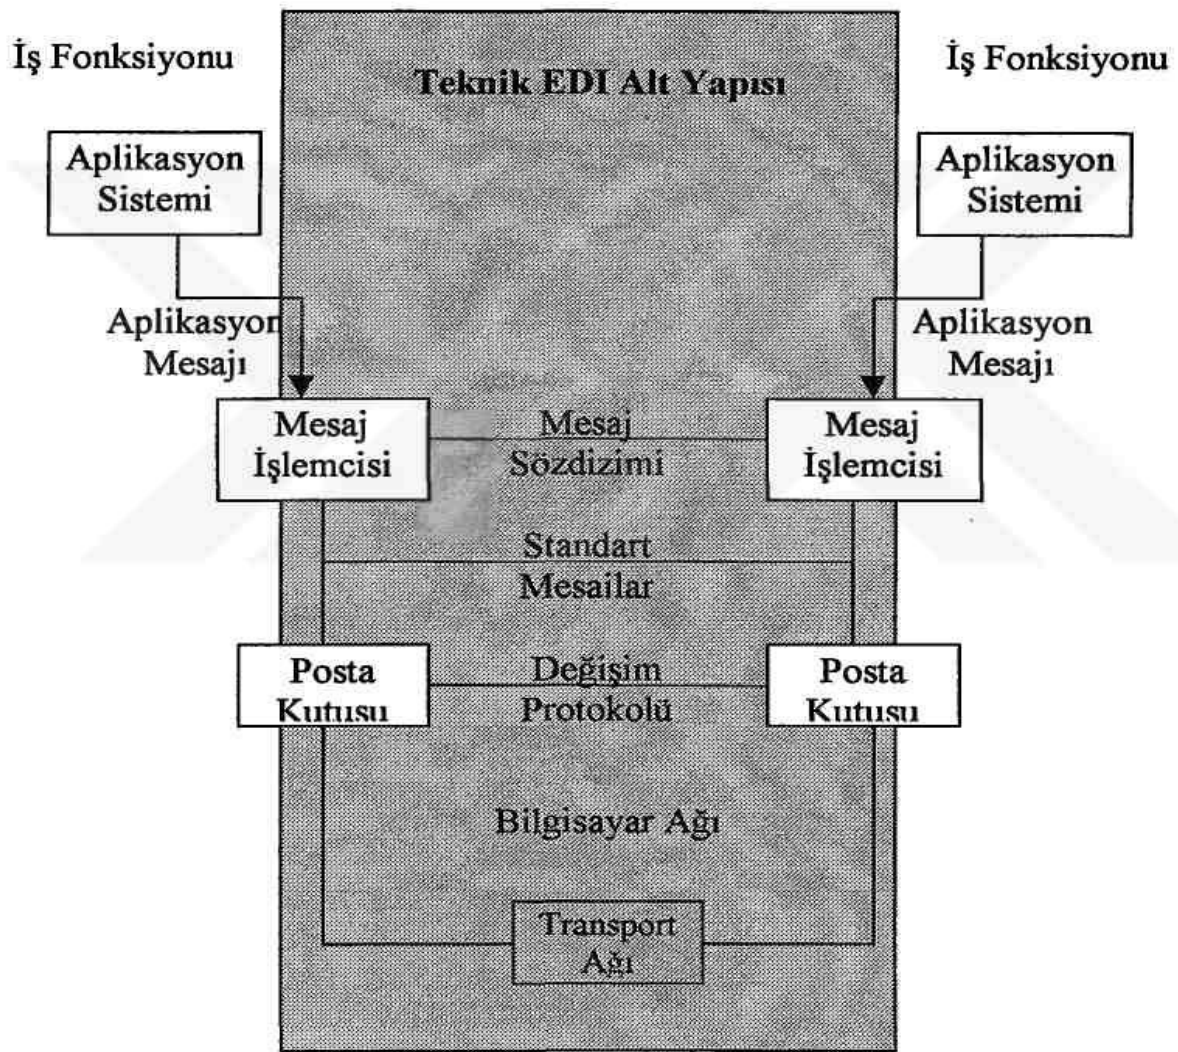 İş Fonksiyonu
İş Fonksiyonu
Teknik EDI Alt Yapısı
Aplikasyon
Sistemi
Aplikasyon
Sistemi
Aplikasyon
Mesajı
Aplikasyon
Mesajı
Mesaj
İşlemcisi
Mesaj
Sözdizimi
Mesaj
İşlemcisi
Standart
Mesailar
Posta
Kutusu
Değişim
Protokolü
Posta
Kutusu
Bilgisayar Ağı
Transport
Ağı